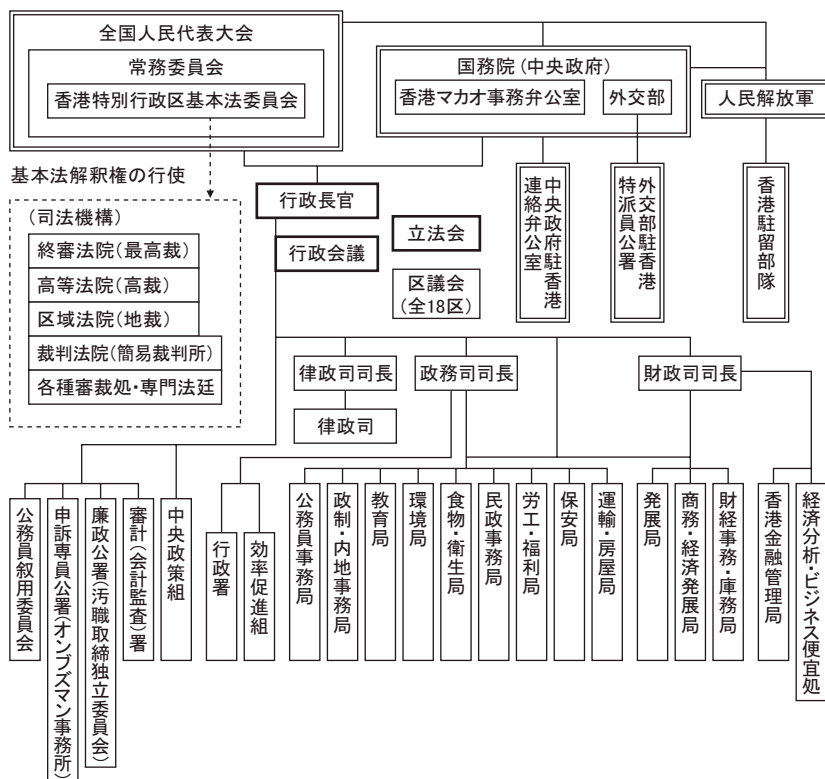 全国人民代表大会
常務委員会
香港特別行政区基本法委員会
国務院(中央政府)
香港マカオ事務弁公室
外交部
人民解放軍
基本法解釈権の行使
行政長官
行政会議
立法会
区議会
(全18区)
中央政府駐香港
連絡弁公室
外交部駐香港
特派員公署
香港駐留部隊
(司法機構)
終審法院(最高裁)
高等法院(高裁)
区域法院(地裁)
裁判法院(簡易裁判所)
各種審裁処・専門法廷
律政司司長
政務司司長
財政司司長
律政司
公務員叙用委員会
申訴専員公署(オンブズマン事務所)
廉政公署(汚職取締独立委員会)
審計(会計監査)署
中央政策組
行政署
効率促進組
公務員事務局
政制・内地事務局
教育局
環境局
食物・衛生局
民政事務局
労工・福利局
保安局
運輸・房屋局
発展局
商務・経済発展局
財経事務・庫務局
香港金融管理局
経済分析・ビジネス便宜処